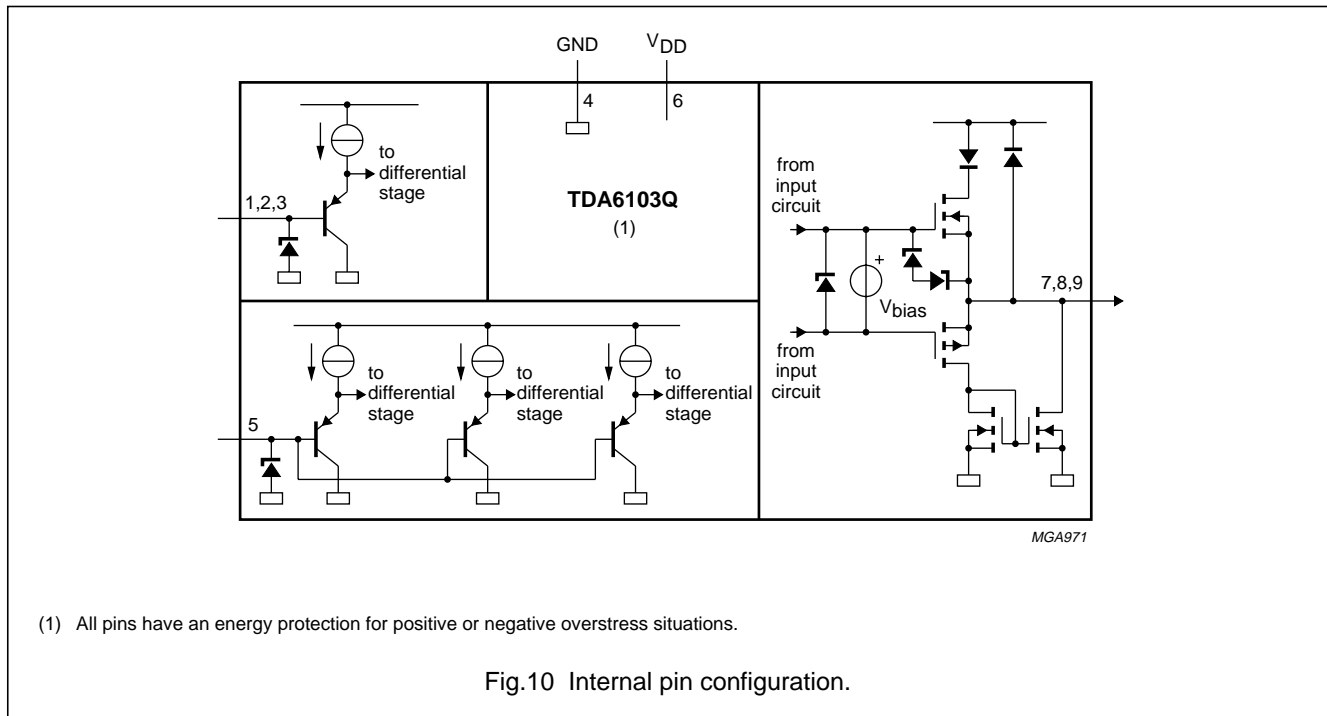 GND
VDD
4
6
to
differential
stage
1,2,3
TDA6103Q
(1)
from
input
circuit
+
Vbias
7,8,9
from
input
circuit
to
differential
stage
to
differential
stage
to
differential
stage
5
MGA971
(1) All pins have an energy protection for positive or negative overstress situations.
Fig.10 Internal pin configuration.